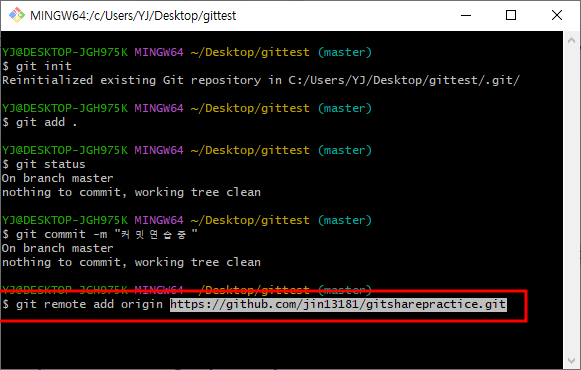 MINGW64:/c/Users/YJ/Desktop/gittest
YJ@DESKTOP-JGH975K MINGW64 ~/Desktop/gittest (master)
$ git init
Reinitialized existing Git repository in C:/Users/YJ/Desktop/gittest/.git/
YJ@DESKTOP-JGH975K MINGW64 ~/Desktop/gittest (master)
$ git add .
YJ@DESKTOP-JGH975K MINGW64 ~/Desktop/gittest (master)
$ git status
On branch master
nothing to commit, working tree clean
YJ@DESKTOP-JGH975K MINGW64 ~/Desktop/gittest (master)
$ git commit -m "커밋연습중"
On branch master
nothing to commit, working tree clean
YJ@DESKTOP-JGH975K MINGW64 ~/Desktop/gittest (master)
$ git remote add origin https://github.com/jin13181/gitsharepractice.git